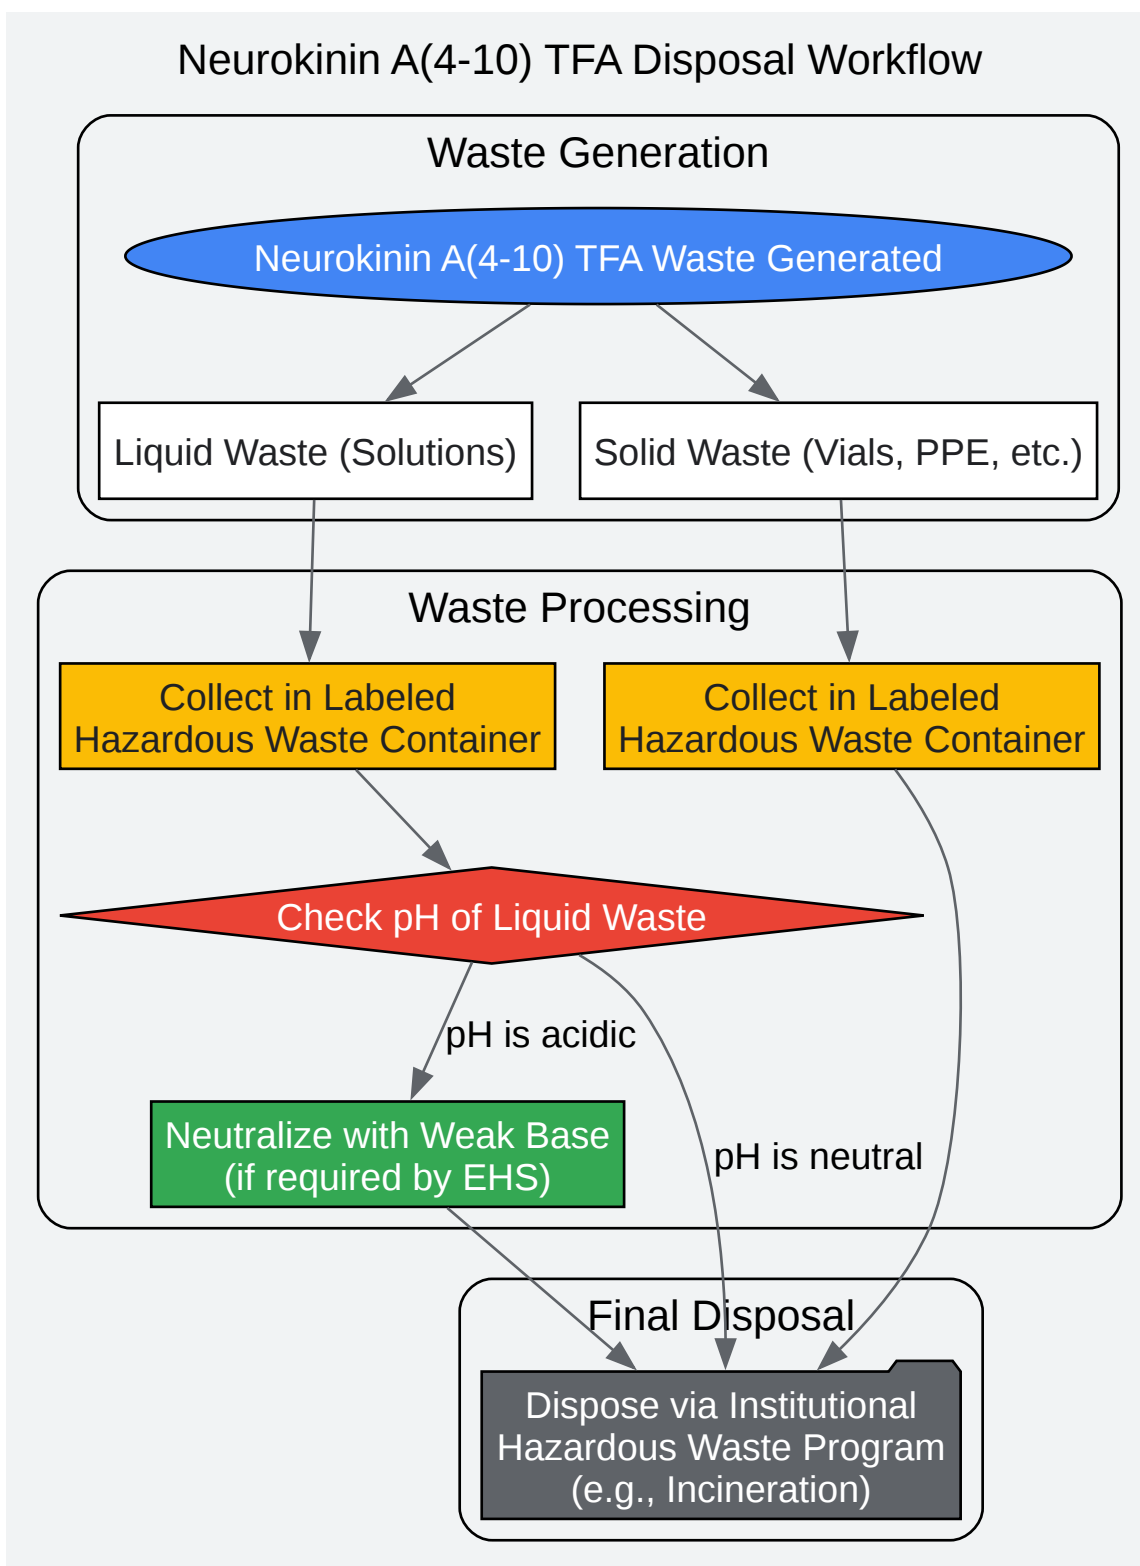 Neurokinin A(4-10) TFA Disposal Workflow
Waste Generation
Neurokinin A(4-10) TFA Waste Generated
Liquid Waste (Solutions)
Solid Waste (Vials, PPE, etc.)
Waste Processing
Collect in Labeled
Hazardous Waste Container
Collect in Labeled
Hazardous Waste Container
Check pH of Liquid Waste
pH is acidic
Neutralize with Weak Base
(if required by EHS)
pH is neutral
Final Disposal
Dispose via Institutional
Hazardous Waste Program
(e.g., Incineration)